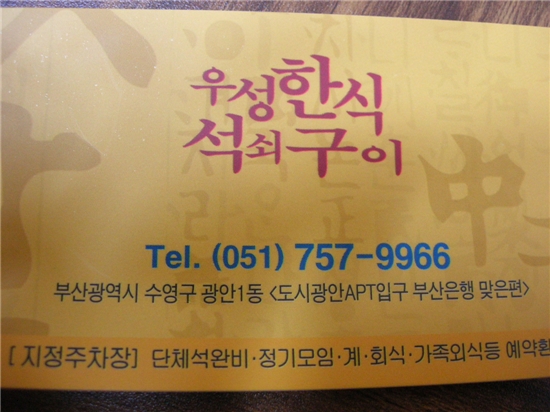 우성한식
석쇠구이
Tel. (051) 757-9966
부산광역시 수영구 광안1동 <도시광안APT입구 부산은행 맞은편>
[지정주차장] 단체석완비·정기모임·계·회식·가족외식등 예약환
中